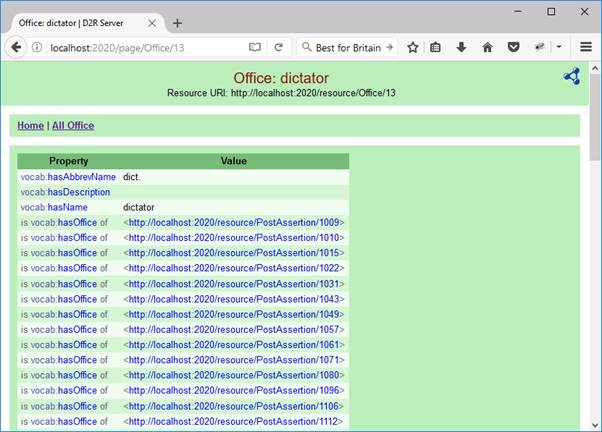 Office: dictator | D2R Server
localhost:2020/page/Office/13
Best for Britain
Office: dictator
Resource URI: http://localhost:2020/resource/Office/13
Home | All Office
Property Value
vocab:hasAbbrevName dict.
vocab:hasDescription
vocab:hasName dictator
is vocab:hasOffice of <http://localhost:2020/resource/PostAssertion/1009>
is vocab:hasOffice of <http://localhost:2020/resource/PostAssertion/1010>
is vocab:hasOffice of <http://localhost:2020/resource/PostAssertion/1015>
is vocab:hasOffice of <http://localhost:2020/resource/PostAssertion/1022>
is vocab:hasOffice of <http://localhost:2020/resource/PostAssertion/1031>
is vocab:hasOffice of <http://localhost:2020/resource/PostAssertion/1043>
is vocab:hasOffice of <http://localhost:2020/resource/PostAssertion/1049>
is vocab:hasOffice of <http://localhost:2020/resource/PostAssertion/1057>
is vocab:hasOffice of <http://localhost:2020/resource/PostAssertion/1061>
is vocab:hasOffice of <http://localhost:2020/resource/PostAssertion/1071>
is vocab:hasOffice of <http://localhost:2020/resource/PostAssertion/1080>
is vocab:hasOffice of <http://localhost:2020/resource/PostAssertion/1096>
is vocab:hasOffice of <http://localhost:2020/resource/PostAssertion/1106>
is vocab:hasOffice of <http://localhost:2020/resource/PostAssertion/1112>